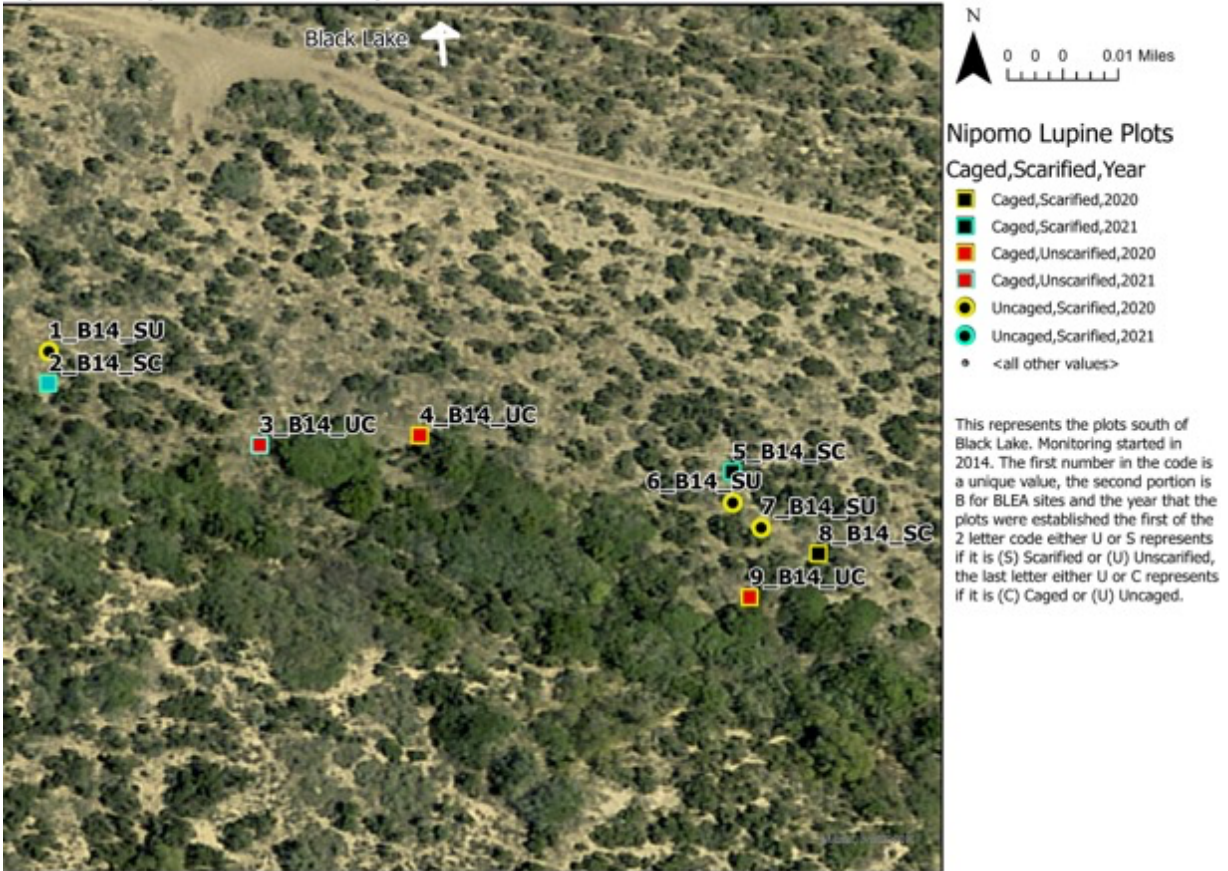 Black Lake
N
0 0 0 0.01 Miles
Nipomo Lupine Plots
Caged,Scarified,Year
Caged,Scarified,2020
Caged,Scarified,2021
Caged,Unscarified,2020
Caged,Unscarified,2021
Uncaged,Scarified,2020
Uncaged,Scarified,2021
<all other values>
1_B14_SU
2_B14_SC
3_B14_UC
4_B14_UC
5_B14_SC
6_B14_SU
7_B14_SU
8_B14_SC
9_B14_UC
This represents the plots south of
Black Lake. Monitoring started in
2014. The first number in the code is
a unique value, the second portion is
B for BLEA sites and the year that the
plots were established the first of the
2 letter code either U or S represents
if it is (S) Scarified or (U) Unscarified,
the last letter either U or C represents
if it is (C) Caged or (U) Uncaged.